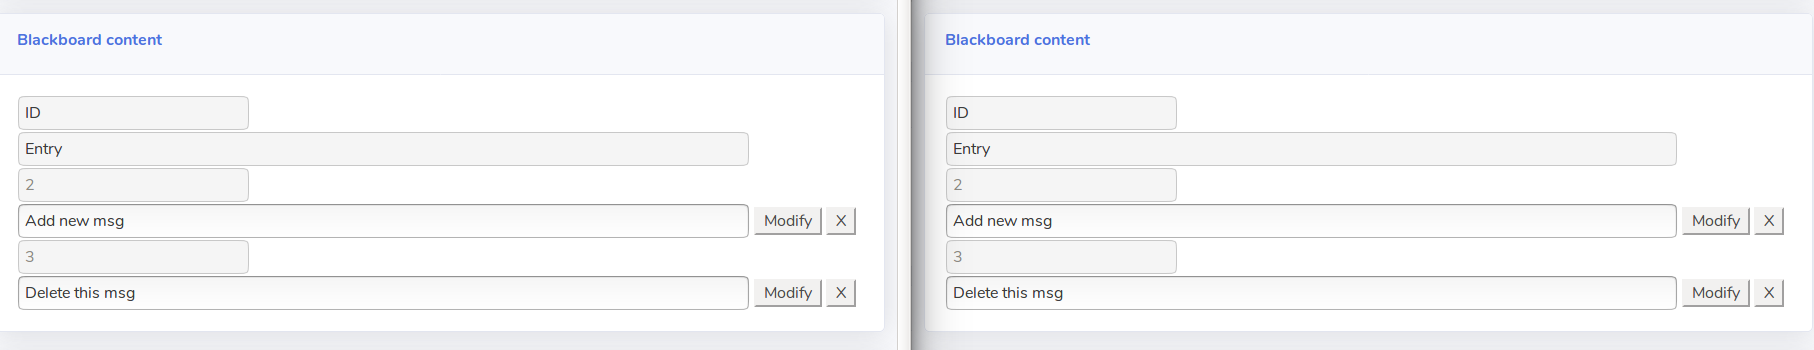 Blackboard content
ID
Entry
2
Add new msg Modify X
3
Delete this msg Modify X
Blackboard content
ID
Entry
2
Add new msg Modify X
3
Delete this msg Modify X